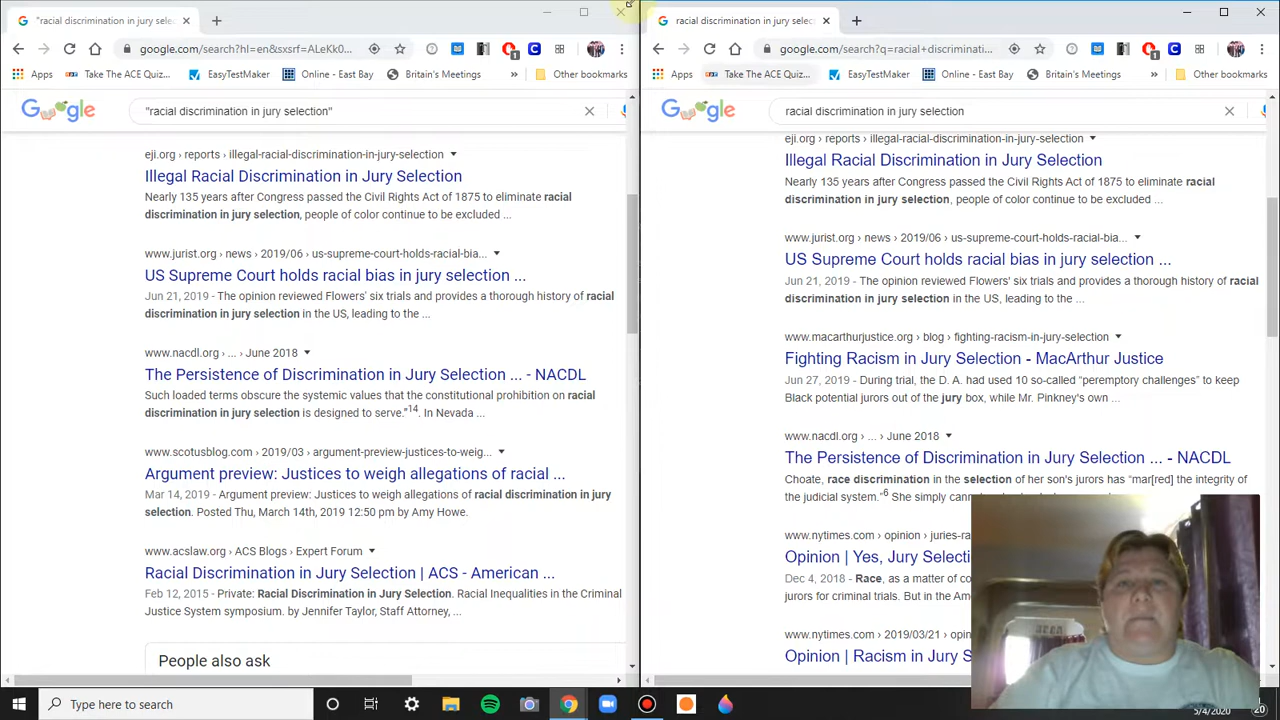 "racial discrimination in jury selec
google.com/search?hl=en&sxsrf=ALeKk0...
Apps
Take The ACE Quiz...
EasyTestMaker
Online - East Bay
Britain's Meetings
»
Other bookmarks
Google
"racial discrimination in jury selection"
eji.org › reports › illegal-racial-discrimination-in-jury-selection
Illegal Racial Discrimination in Jury Selection
Nearly 135 years after Congress passed the Civil Rights Act of 1875 to eliminate racial
discrimination in jury selection, people of color continue to be excluded ...
www.jurist.org › news › 2019/06 › us-supreme-court-holds-racial-bia...
US Supreme Court holds racial bias in jury selection ...
Jun 21, 2019 - The opinion reviewed Flowers' six trials and provides a thorough history of racial
discrimination in jury selection in the US, leading to the ...
www.nacdl.org › ... › June 2018
The Persistence of Discrimination in Jury Selection ... - NACDL
Such loaded terms obscure the systemic values that the constitutional prohibition on racial
discrimination in jury selection is designed to serve."14. In Nevada ...
www.scotusblog.com › 2019/03 › argument-preview-justices-to-weig...
Argument preview: Justices to weigh allegations of racial ...
Mar 14, 2019 - Argument preview: Justices to weigh allegations of racial discrimination in jury
selection. Posted Thu, March 14th, 2019 12:50 pm by Amy Howe.
www.acslaw.org › ACS Blogs › Expert Forum
Racial Discrimination in Jury Selection | ACS - American ...
Feb 12, 2015 - Private: Racial Discrimination in Jury Selection. Racial Inequalities in the Criminal
Justice System symposium. by Jennifer Taylor, Staff Attorney, ...
People also ask
racial discrimination in jury selec
google.com/search?q=racial+discriminati...
Apps
Take The ACE Quiz...
EasyTestMaker
Online - East Bay
Britain's Meetings
»
Other bookmarks
Google
racial discrimination in jury selection
eji.org › reports › illegal-racial-discrimination-in-jury-selection
Illegal Racial Discrimination in Jury Selection
Nearly 135 years after Congress passed the Civil Rights Act of 1875 to eliminate racial
discrimination in jury selection, people of color continue to be excluded ...
www.jurist.org › news › 2019/06 › us-supreme-court-holds-racial-bia...
US Supreme Court holds racial bias in jury selection ...
Jun 21, 2019 - The opinion reviewed Flowers' six trials and provides a thorough history of racial
discrimination in jury selection in the US, leading to the ...
www.macarthurjustice.org › blog › fighting-racism-in-jury-selection
Fighting Racism in Jury Selection - MacArthur Justice
Jun 27, 2019 - During trial, the D. A. had used 10 so-called "peremptory challenges" to keep
Black potential jurors out of the jury box, while Mr. Pinkney's own ...
www.nacdl.org › ... › June 2018
The Persistence of Discrimination in Jury Selection ... - NACDL
Choate, race discrimination in the selection of her son's jurors has "mar[red] the integrity of
the judicial system."6 She simply
www.nytimes.com › opinion › juries-ra
Opinion | Yes, Jury Selecti
Dec 4, 2018 - Race, as a matter of co
jurors for criminal trials. But in the Am
www.nytimes.com › 2019/03/21 › opin
Opinion | Racism in Jury S
Type here to search
5/4/2020
20